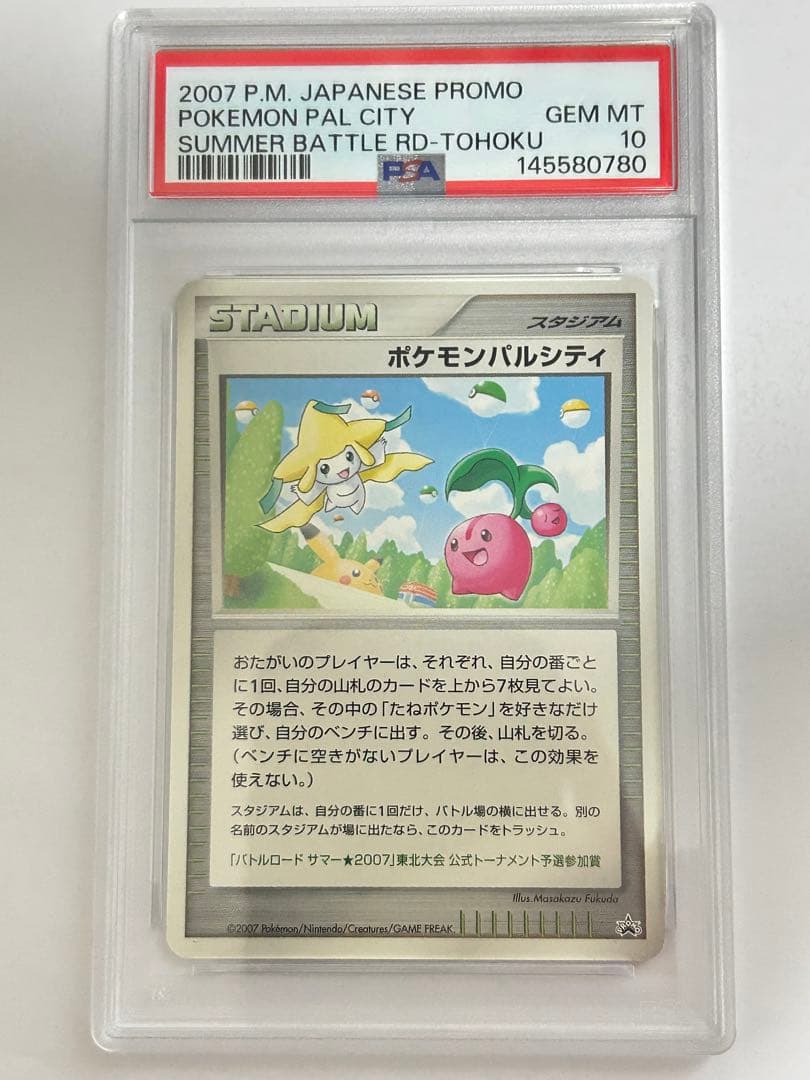 2007 P.M. JAPANESE PROMO
POKEMON PAL CITY GEM MT
SUMMER BATTLE RD-TOHOKU 10
PSA 145580780
STADIUM スタジアム
ポケモンパルシティ
おたがいのプレイヤーは、それぞれ、自分の番ごと
に1回、自分の山札のカードを上から7枚見てよい。
その場合、その中の「たねポケモン」を好きなだけ
選び、自分のベンチに出す。その後、山札を切る。
(ベンチに空きがないプレイヤーは、この効果を
使えない。)
スタジアムは、自分の番に1回だけ、バトル場の横に出せる。別の
名前のスタジアムが場に出たなら、このカードをトラッシュ。
「バトルロード サマー★2007」東北大会 公式トーナメント予選参加賞
Illus.Masakazu Fukuda
©2007 Pokémon/Nintendo/Creatures/GAME FREAK.